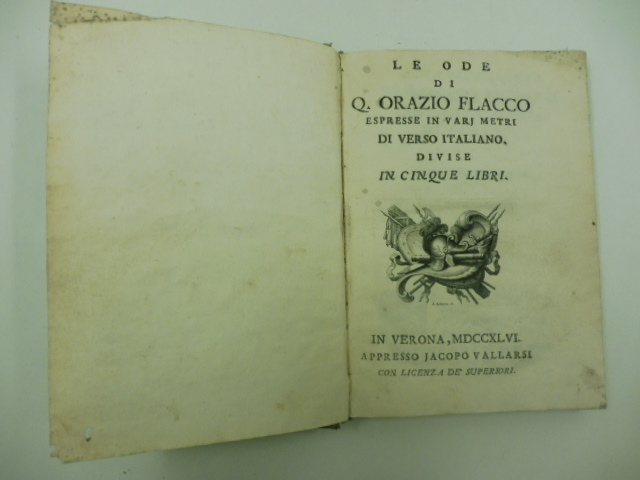 LE ODE
DI
Q. ORAZIO FLACCO
ESPRESSE IN VARJ METRI
DI VERSO ITALIANO,
DIVISE
IN CINQUE LIBRI.
IN VERONA, MDCCXLVI.
APPRESSO JACOPO VALLARSI
CON LICENZA DE' SUPERIORI.